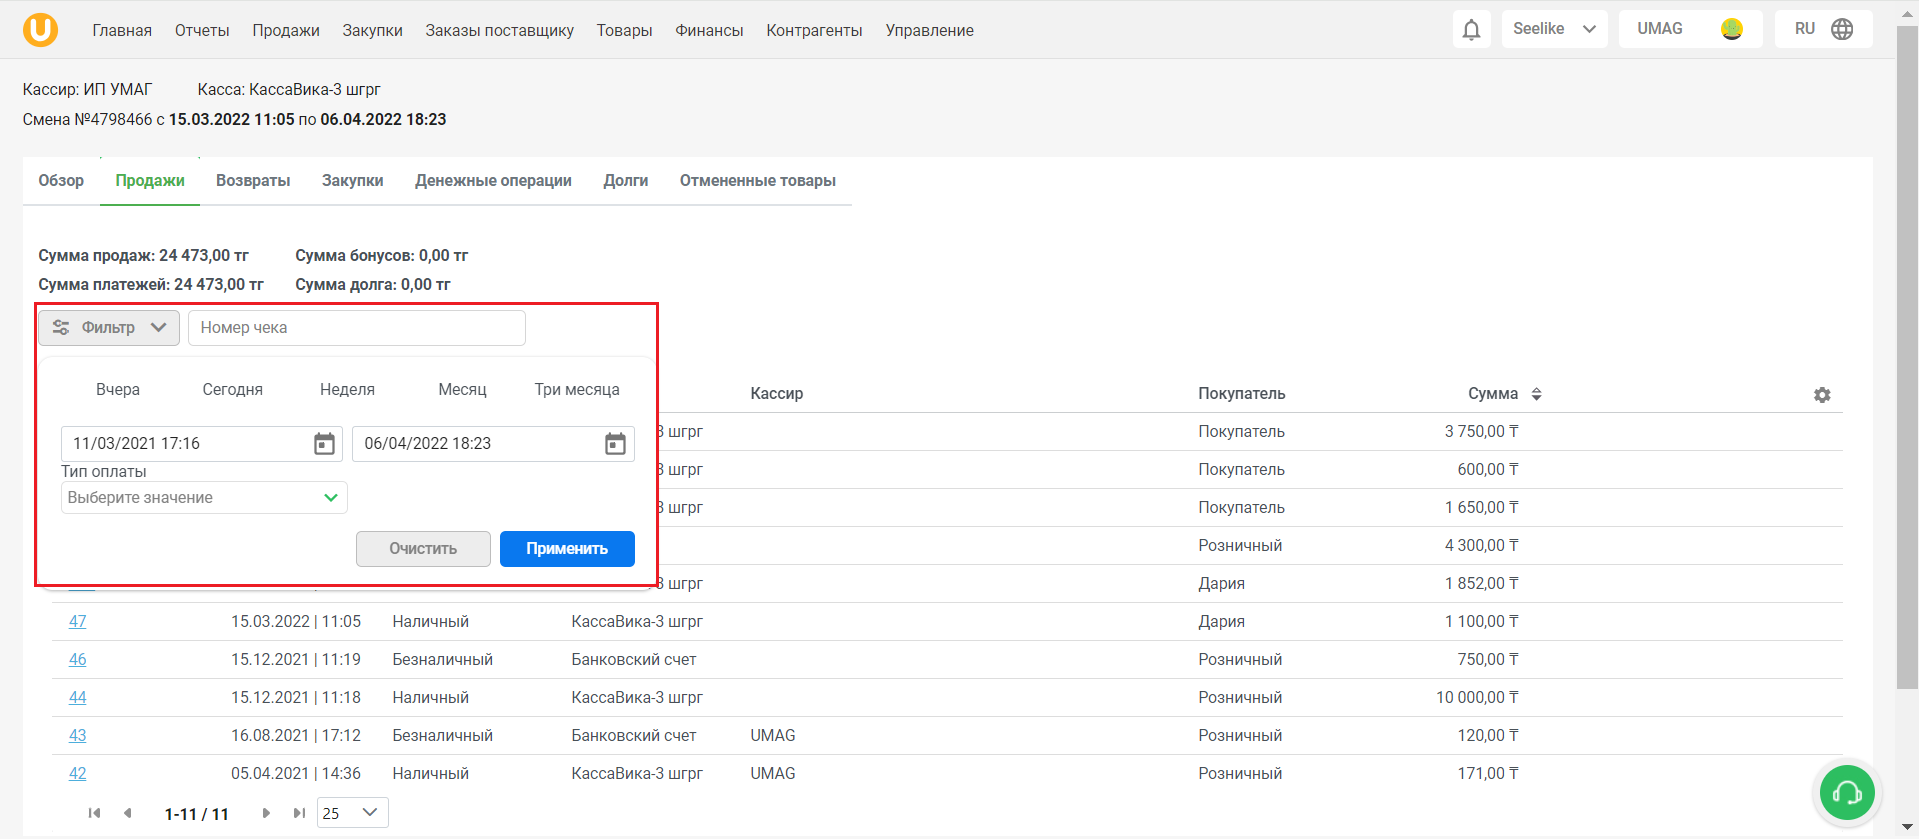 Главная Отчеты Продажи Закупки Заказы поставщику Товары Финансы Контрагенты Управление Seelike UMAG RU
Кассир: ИП УМАГ Касса: КассаВика-3 шгрг
Смена №4798466 с 15.03.2022 11:05 по 06.04.2022 18:23
Обзор Продажи Возвраты Закупки Денежные операции Долги Отмененные товары
Сумма продаж: 24 473,00 тг Сумма бонусов: 0,00 тг
Сумма платежей: 24 473,00 тг Сумма долга: 0,00 тг
Фильтр Номер чека
Вчера Сегодня Неделя Месяц Три месяца
11/03/2021 17:16 06/04/2022 18:23
Тип оплаты
Выберите значение
Очистить Применить
Кассир Покупатель Сумма
шгрг Покупатель 3 750,00 ₸
шгрг Покупатель 600,00 ₸
шгрг Покупатель 1 650,00 ₸
Розничный 4 300,00 ₸
шгрг Дария 1 852,00 ₸
47 15.03.2022 | 11:05 Наличный КассаВика-3 шгрг Дария 1 100,00 ₸
46 15.12.2021 | 11:19 Безналичный Банковский счет Розничный 750,00 ₸
44 15.12.2021 | 11:18 Наличный КассаВика-3 шгрг Розничный 10 000,00 ₸
43 16.08.2021 | 17:12 Безналичный Банковский счет UMAG Розничный 120,00 ₸
42 05.04.2021 | 14:36 Наличный КассаВика-3 шгрг UMAG Розничный 171,00 ₸
1-11 / 11 25